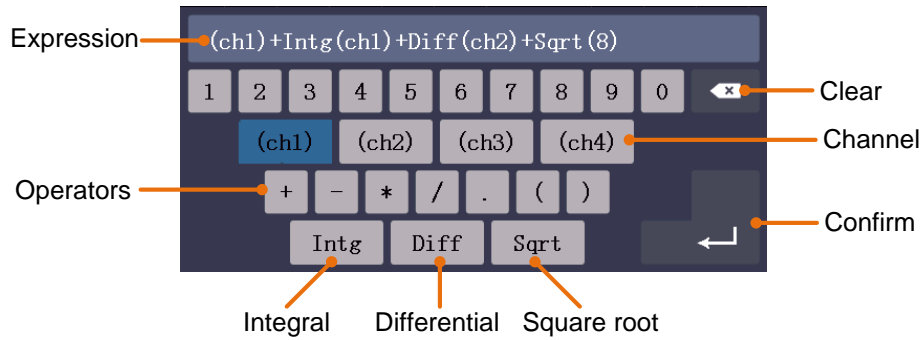 Expression
(ch1)+Intg(ch1)+Diff(ch2)+Sqrt(8)
1 2 3 4 5 6 7 8 9 0
Clear
(ch1) (ch2) (ch3) (ch4)
Channel
Operators
+ - * / . ( )
Confirm
Intg Diff Sqrt
Integral Differential Square root